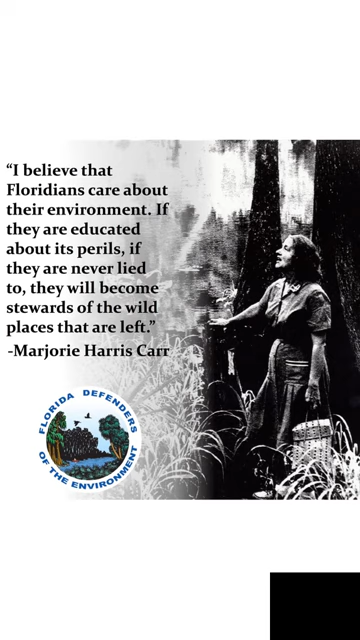 “I believe that
Floridians care about
their environment. If
they are educated
about its perils, if
they are never lied
to, they will become
stewards of the wild
places that are left.”
-Marjorie Harris Carr
FLORIDA DEFENDERS
OF THE ENVIRONMENT